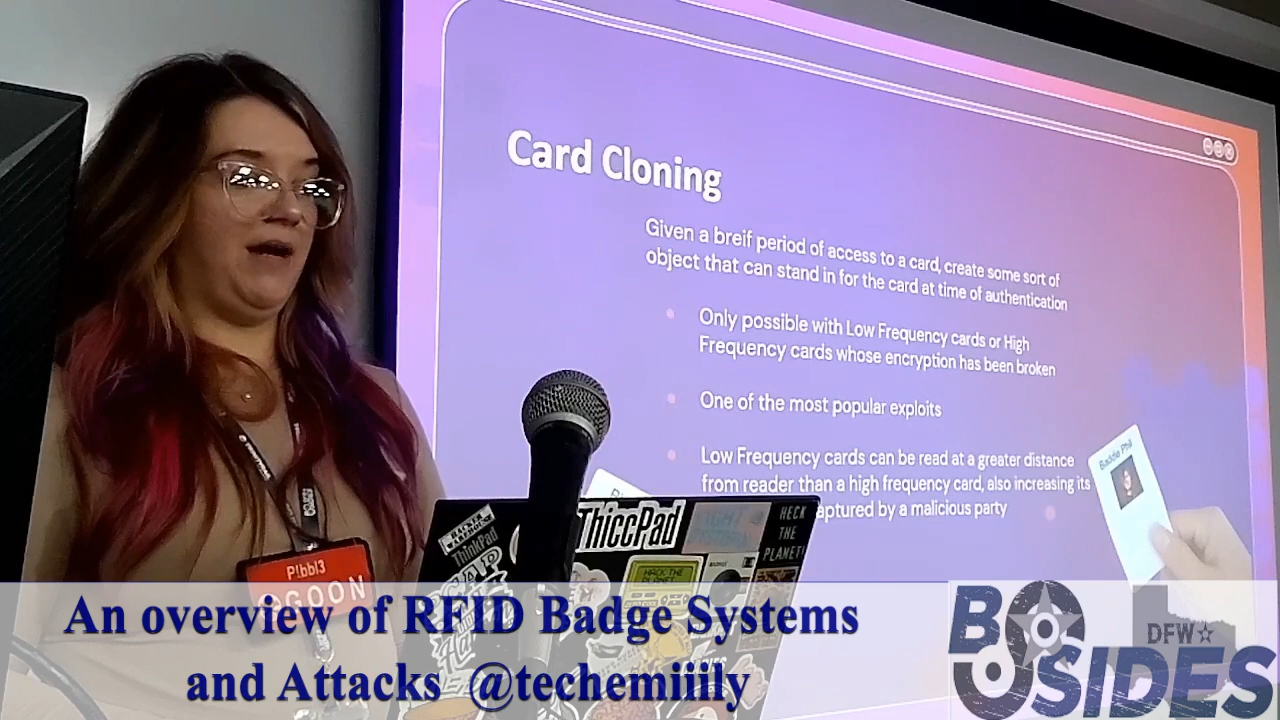 Card Cloning
Given a breif period of access to a card, create some sort of
object that can stand in for the card at time of authentication
Only possible with Low Frequency cards or High
Frequency cards whose encryption has been broken
One of the most popular exploits
Low Frequency cards can be read at a greater distance
from reader than a high frequency card, also increasing its
aptured by a malicious party
Baddie Phil
ThinkPad
ThiccPad
HECK
THE
PLANET!
HACK THE
PLANET
P!bbl3
GOON
An overview of RFID Badge Systems
and Attacks @techemiiily
BSIDES
DFW